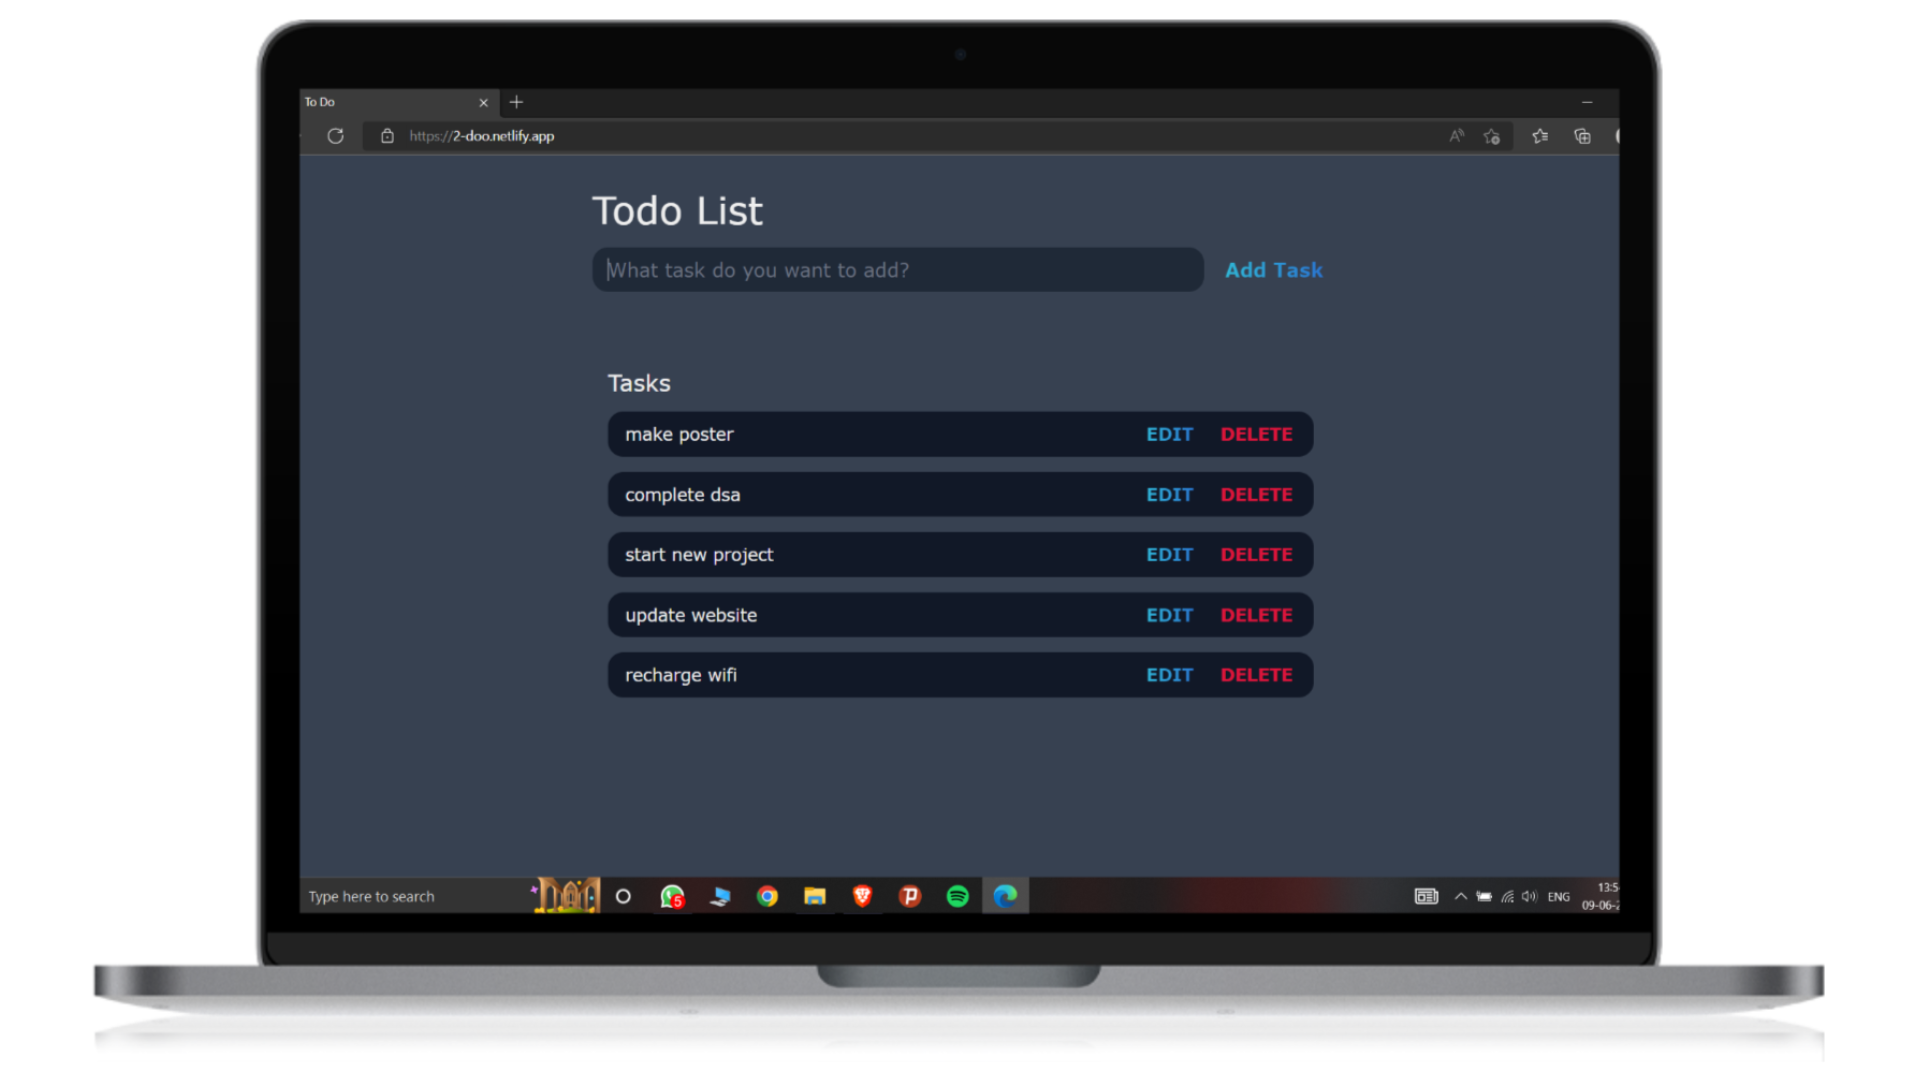 To Do
https://2-doo.netlify.app
Todo List
What task do you want to add?
Add Task
Tasks
make poster EDIT DELETE
complete dsa EDIT DELETE
start new project EDIT DELETE
update website EDIT DELETE
recharge wifi EDIT DELETE
Type here to search
5
ENG
13:5
09-06-